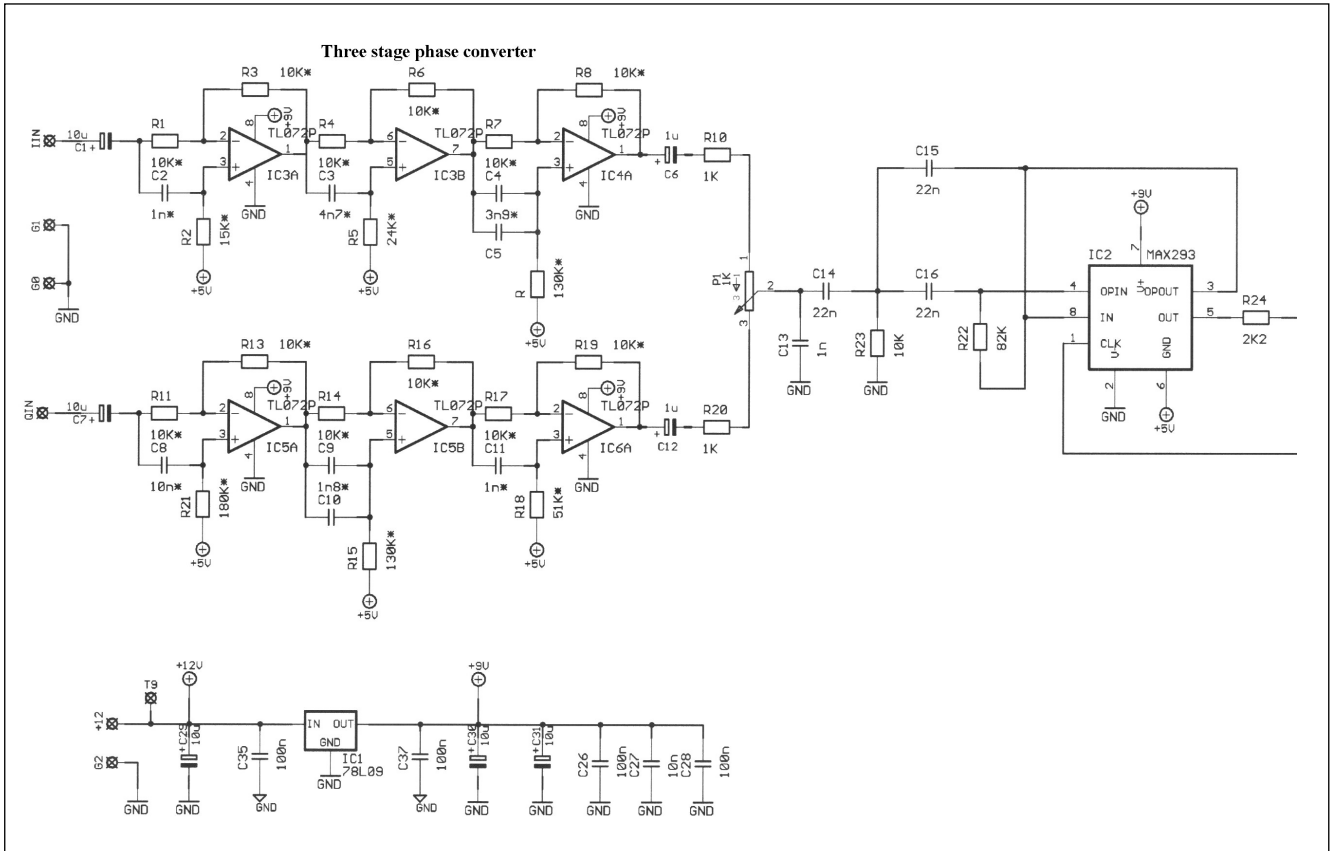 Three stage phase converter
R3 10K*
R6
10K*
R8 10K*
IIN
10u
C1 +
R1
10K*
C2
1n*
R2
15K*
+5V
2
3
8
+9V
TL072P
1
IC3A
4
GND
R4
10K*
C3
4n7*
R5
24K*
+5V
6
5
TL072P
7
IC3B
R7
10K*
C4
3n9*
C5
R
130K*
+5V
2
3
8
+9V
TL072P
1
IC4A
4
GND
1u
+
C6
R10
1K
G1
G0
GND
P1
1K
1
2
3
3
1
C13
1n
GND
C14
22n
R23
10K
GND
C15
22n
C16
22n
R22
82K
+9V
7
IC2
MAX293
4 OPIN
V+
OPOUT 3
8 IN
OUT 5
1 CLK
V-
GND
2
GND
6
+5V
R24
2K2
R13 10K*
R16
10K*
R19 10K*
QIN
10u
C7 +
R11
10K*
C8
10n*
R21
180K*
+5V
2
3
8
+9V
TL072P
1
IC5A
4
GND
R14
10K*
C9
1n8*
C10
R15
130K*
+5V
6
5
TL072P
7
IC5B
R17
10K*
C11
1n*
R18
51K*
+5V
2
3
8
+9V
TL072P
1
IC6A
4
GND
1u
+
C12
R20
1K
+12V
+9V
T9
+12
G2
GND
+
C29
10u
GND
C35
100n
GND
IN OUT
GND
IC1
78L09
GND
C37
100n
GND
+
C30
10u
GND
+
C31
10u
GND
C26
100n
GND
C27
10n
GND
C28
100n
GND